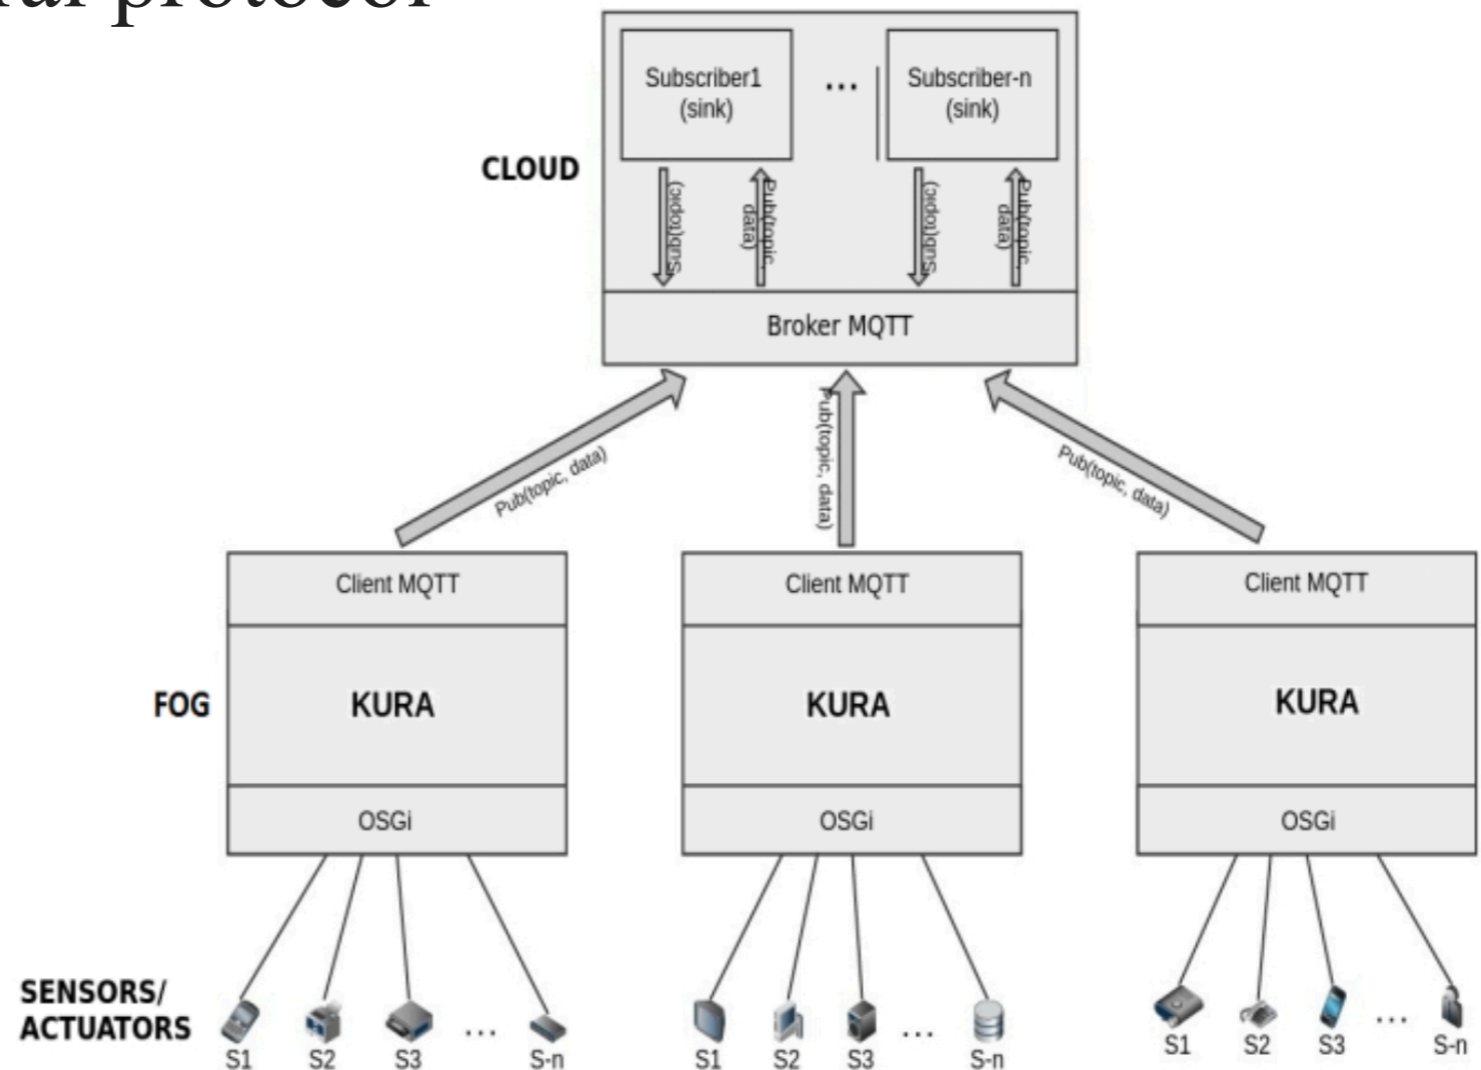 protocol
Subscriber1
(sink)
...
Subscriber-n
(sink)
CLOUD
Sub(topic)
Pub(topic,
data)
Sub(topic)
Pub(topic,
data)
Broker MQTT
Pub(topic, data)
Pub(topic, data)
Pub(topic, data)
Client MQTT
Client MQTT
Client MQTT
FOG
KURA
KURA
KURA
OSGi
OSGi
OSGi
SENSORS/
ACTUATORS
S1 S2 S3 ... S-n
S1 S2 S3 ... S-n
S1 S2 S3 ... S-n